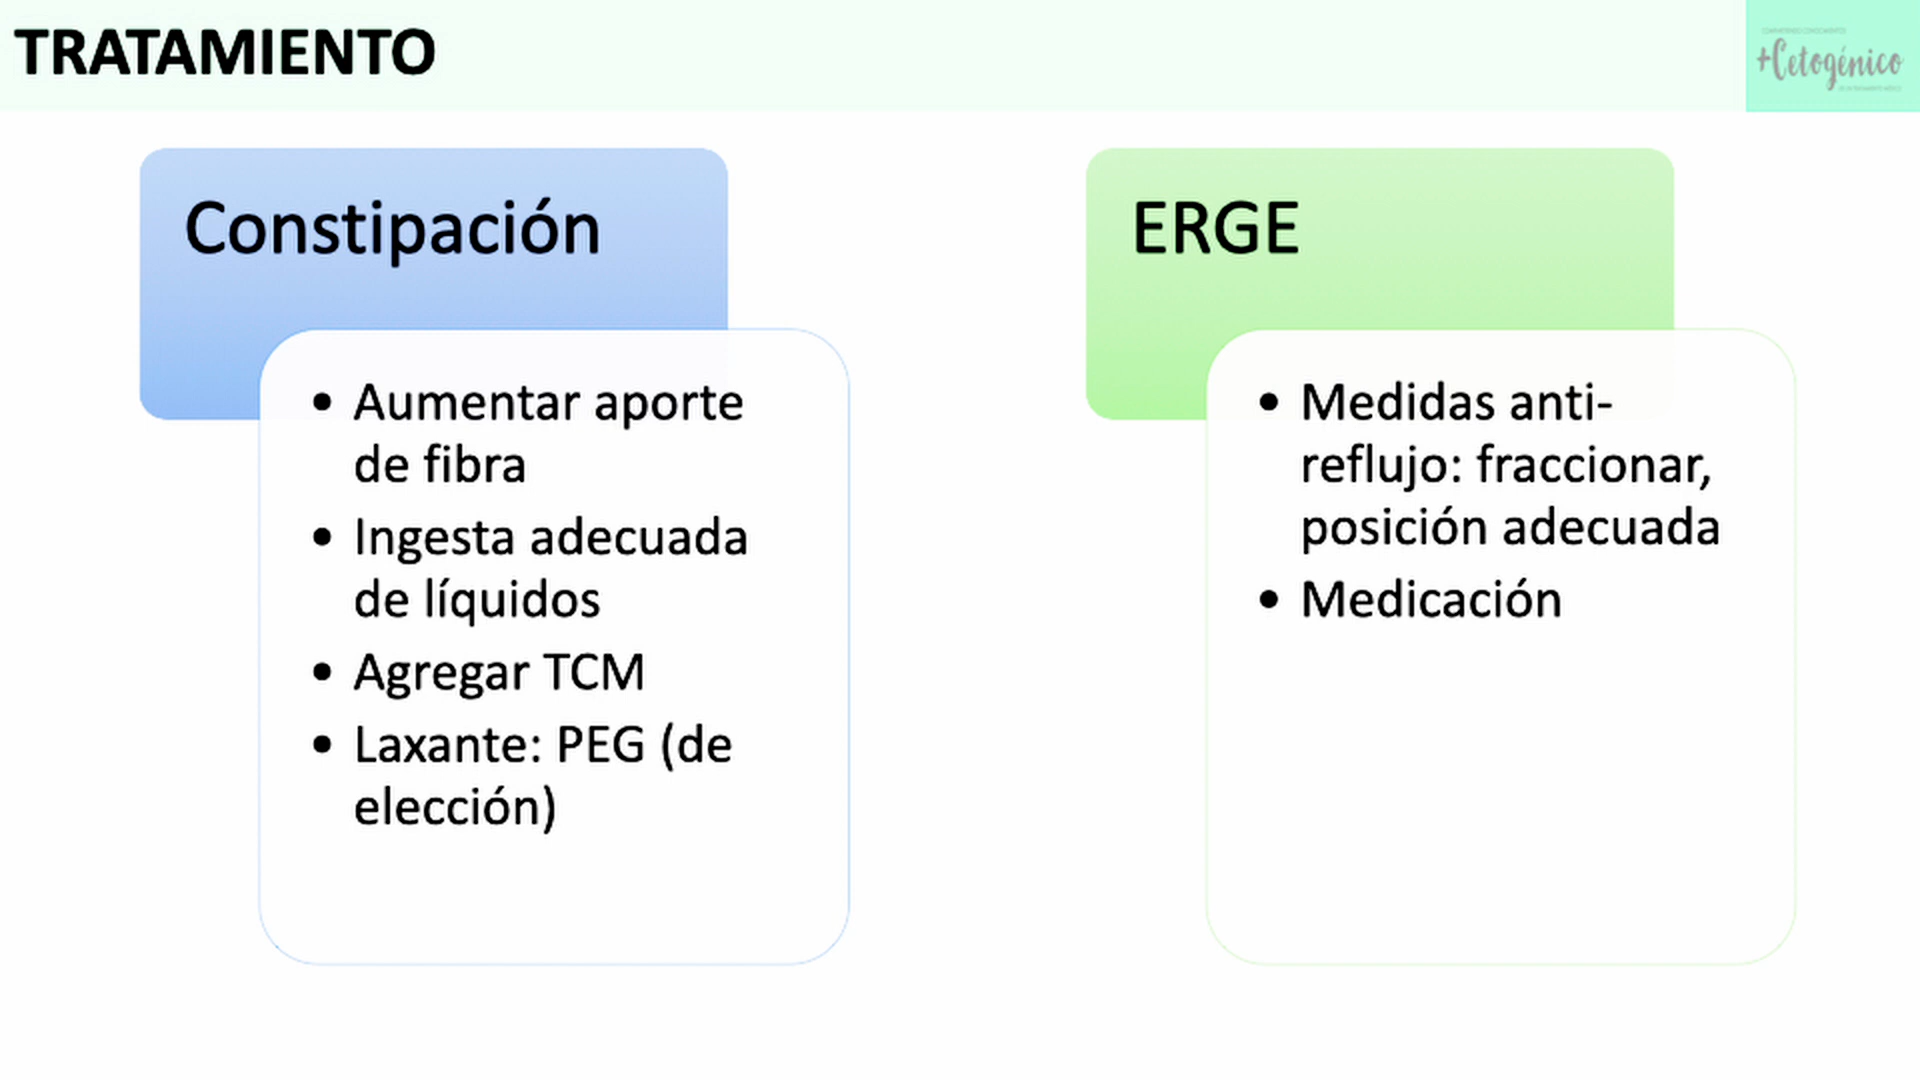 TRATAMIENTO
+Cetogénico
Constipación
• Aumentar aporte
de fibra
• Ingesta adecuada
de líquidos
• Agregar TCM
• Laxante: PEG (de
elección)
ERGE
• Medidas anti-
reflujo: fraccionar,
posición adecuada
• Medicación